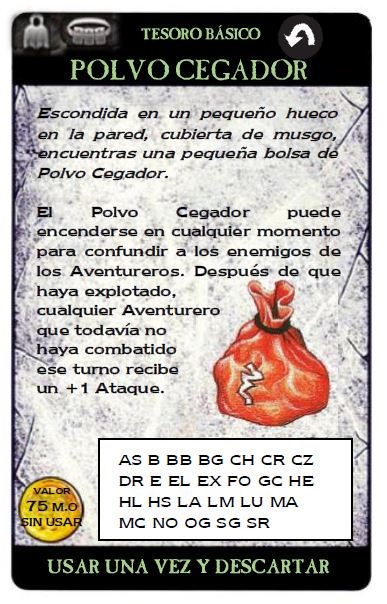 TESORO BÁSICO
POLVO CEGADOR
Escondida en un pequeño hueco
en la pared, cubierta de musgo,
encuentras una pequeña bolsa de
Polvo Cegador.
El Polvo Cegador puede
encenderse en cualquier momento
para confundir a los enemigos de
los Aventureros. Después de que
haya explotado,
cualquier Aventurero
que todavía no
haya combatido
ese turno recibe
un +1 Ataque.
AS B BB BG CH CR CZ
DR E EL EX FO GC HE
HL HS LA LM LU MA
MC NO OG SG SR
VALOR
75 M.O
SIN USAR
USAR UNA VEZ Y DESCARTAR